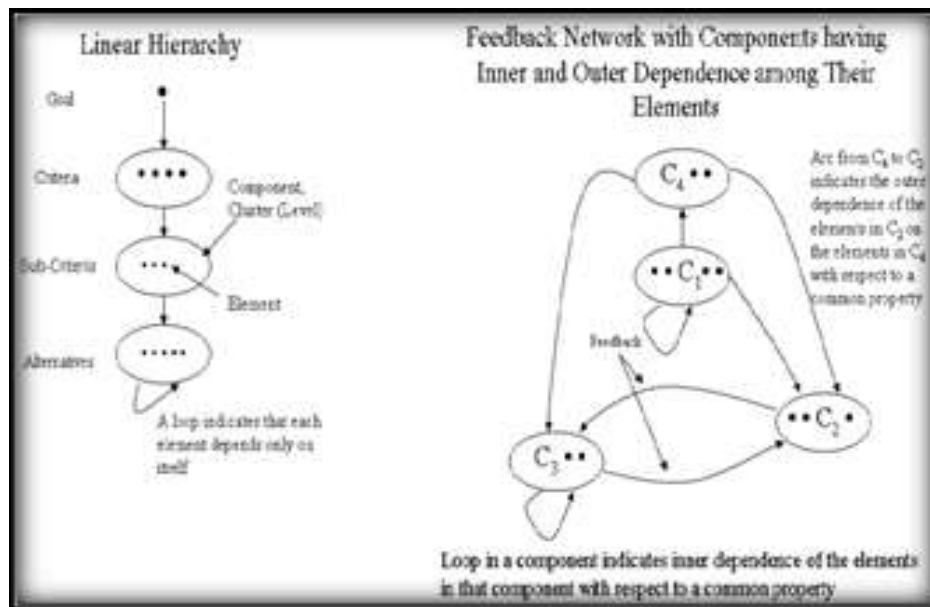 Linear Hierarchy
Goal
Criteria
Component,
Cluster (Level)
Sub-Criteria
Element
Alternatives
A loop indicates that each
element depends only on
itself
Feedback Network with Components having
Inner and Outer Dependence among Their
Elements
Arc from C4 to C2
indicates the outer
dependence of the
elements in C2 on
the elements in C4
with respect to a
common property
C4
C1
Feedback
C2
C3
Loop in a component indicates inner dependence of the elements
in that component with respect to a common property